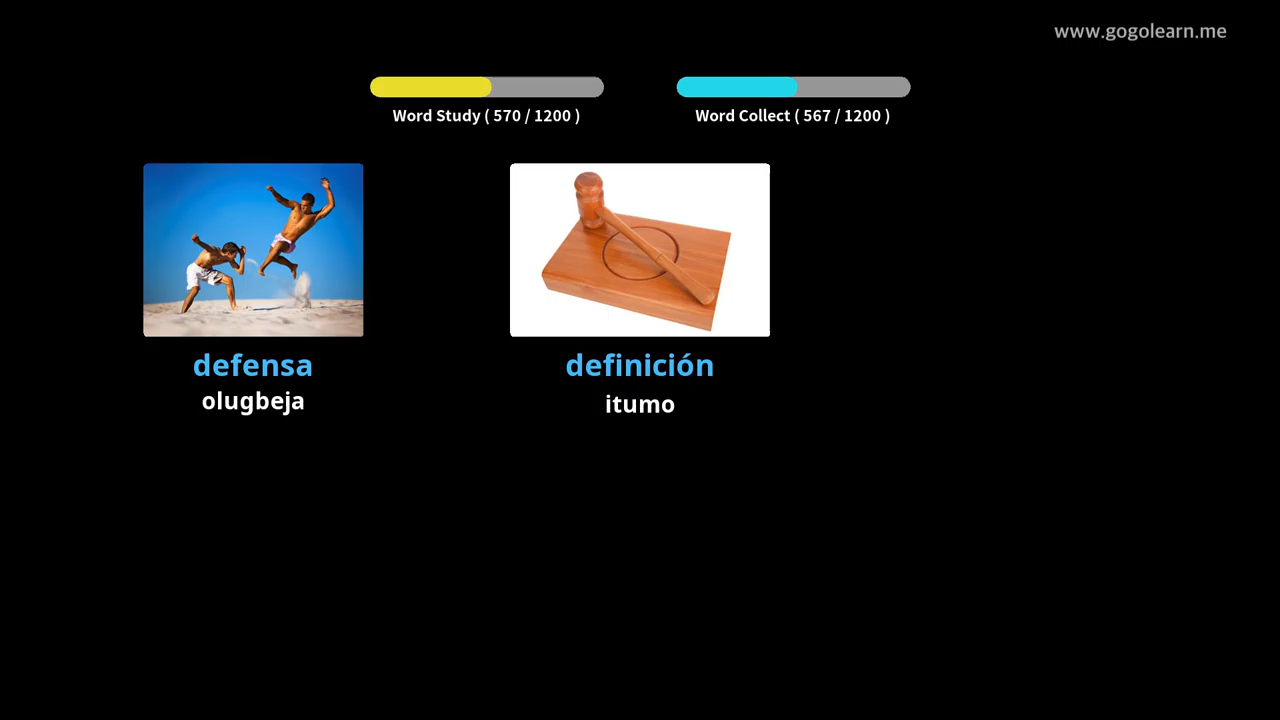 www.gogolearn.me
Word Study ( 570 / 1200 )
Word Collect ( 567 / 1200 )
defensa
olugbeja
definición
itumo